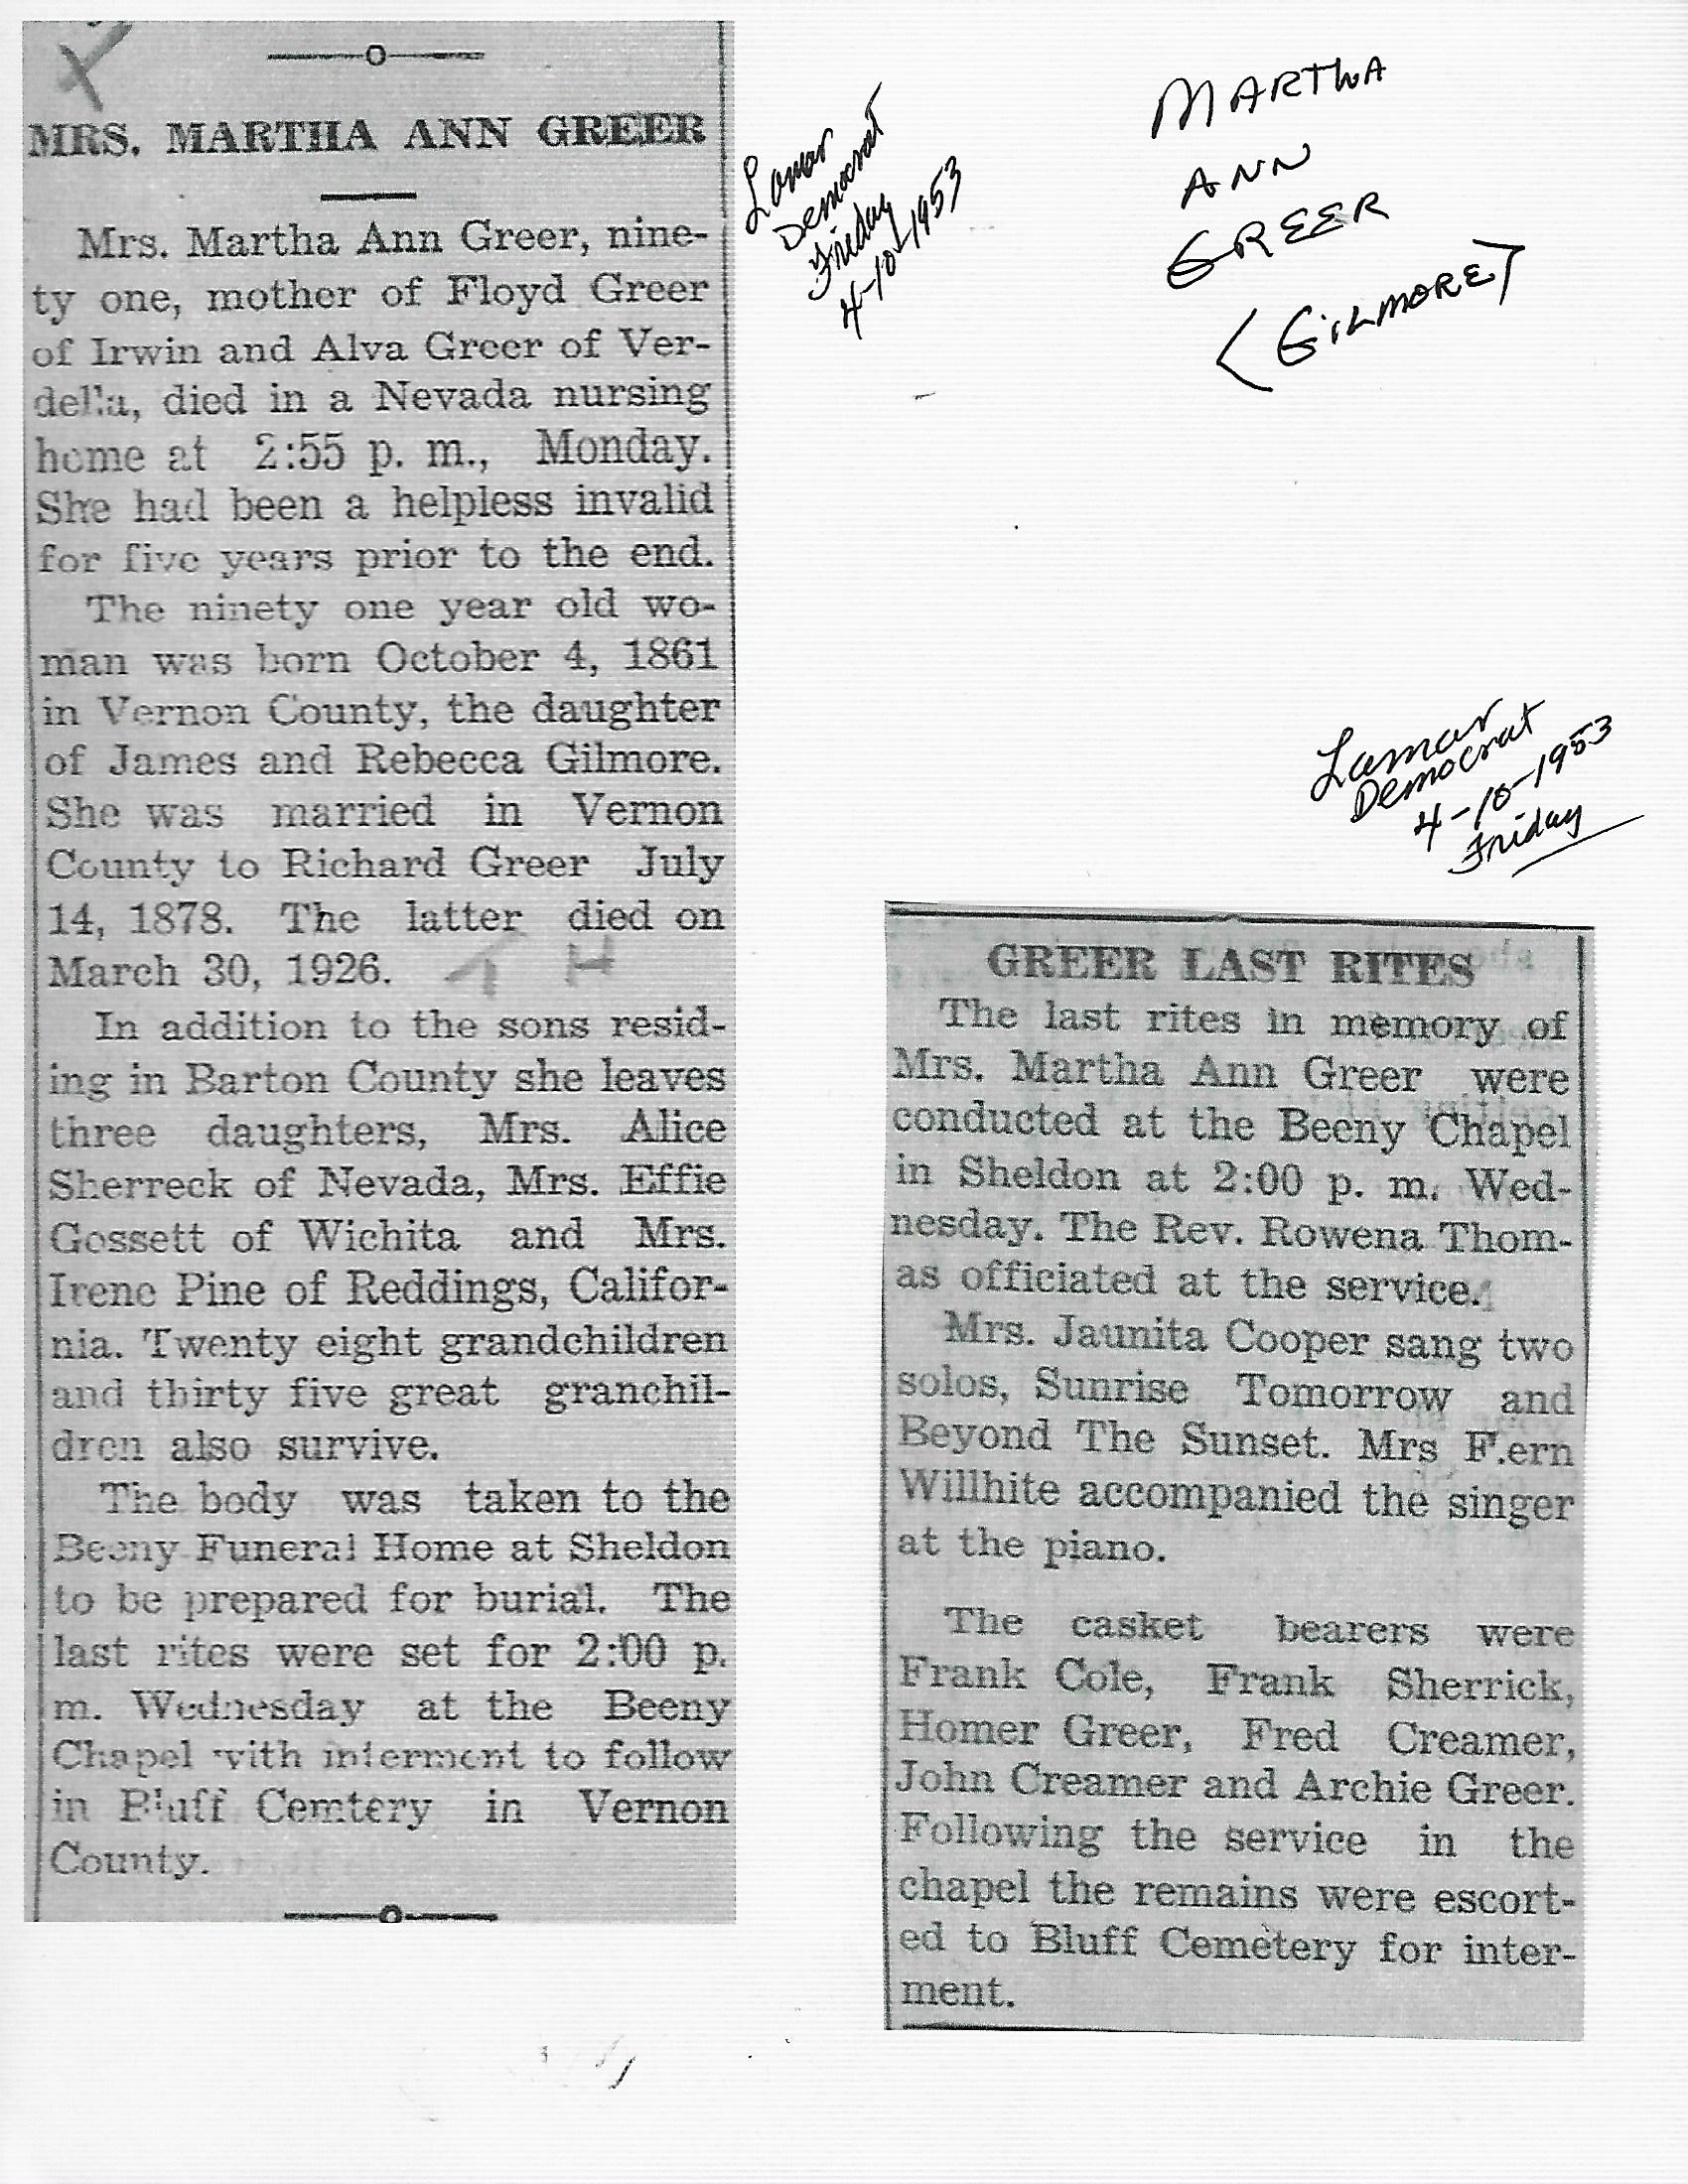 MRS. MARTHA ANN GREER
Mrs. Martha Ann Greer, nine-
ty one, mother of Floyd Greer
of Irwin and Alva Greer of Ver-
della, died in a Nevada nursing
home at 2:55 p. m., Monday.
She had been a helpless invalid
for five years prior to the end.
The ninety one year old wo-
man was born October 4, 1861
in Vernon County, the daughter
of James and Rebecca Gilmore.
She was married in Vernon
County to Richard Greer July
14, 1878. The latter died on
March 30, 1926.
In addition to the sons resid-
ing in Barton County she leaves
three daughters, Mrs. Alice
Sherreck of Nevada, Mrs. Effie
Gossett of Wichita and Mrs.
Irene Pine of Reddings, Califor-
nia. Twenty eight grandchildren
and thirty five great granchil-
dren also survive.
The body was taken to the
Beeny Funeral Home at Sheldon
to be prepared for burial. The
last rites were set for 2:00 p.
m. Wednesday at the Beeny
Chapel with interment to follow
in Bluff Cemtery in Vernon
County.
Lamar
Democrat
Friday
4-10-1953
MARTHA
ANN
GREER
(GILMORE)
Lamar
Democrat
4-10-1953
Friday
GREER LAST RITES
The last rites in memory of
Mrs. Martha Ann Greer were
conducted at the Beeny Chapel
in Sheldon at 2:00 p. m. Wed-
nesday. The Rev. Rowena Thom-
as officiated at the service.
Mrs. Jaunita Cooper sang two
solos, Sunrise Tomorrow and
Beyond The Sunset. Mrs F.ern
Willhite accompanied the singer
at the piano.
The casket bearers were
Frank Cole, Frank Sherrick,
Homer Greer, Fred Creamer,
John Creamer and Archie Greer.
Following the service in the
chapel the remains were escort-
ed to Bluff Cemetery for inter-
ment.